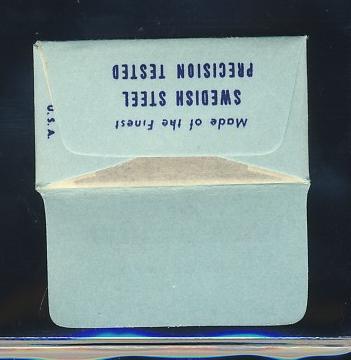 Made of the Finest
SWEDISH STEEL
PRECISION TESTED
U.S.A.